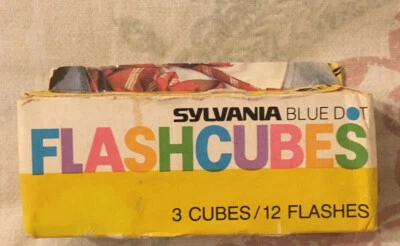 SYLVANIA BLUE DOT
FLASHCUBES
3 CUBES/12 FLASHES